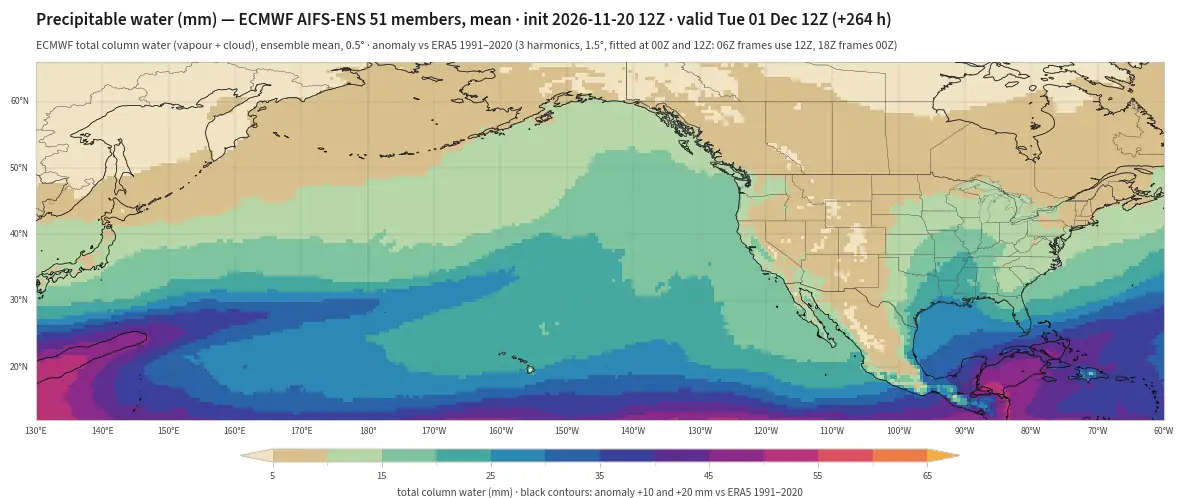 Precipitable water (mm) — ECMWF AIFS-ENS 51 members, mean · init 2026-11-20 12Z · valid Tue 01 Dec 12Z (+264 h)
ECMWF total column water (vapour + cloud), ensemble mean, 0.5° · anomaly vs ERA5 1991–2020 (3 harmonics, 1.5°, fitted at 00Z and 12Z: 06Z frames use 12Z, 18Z frames 00Z)
60°N
50°N
40°N
30°N
20°N
130°E 140°E 150°E 160°E 170°E 180° 170°W 160°W 150°W 140°W 130°W 120°W 110°W 100°W 90°W 80°W 70°W 60°W
5 15 25 35 45 55 65
total column water (mm) · black contours: anomaly +10 and +20 mm vs ERA5 1991–2020